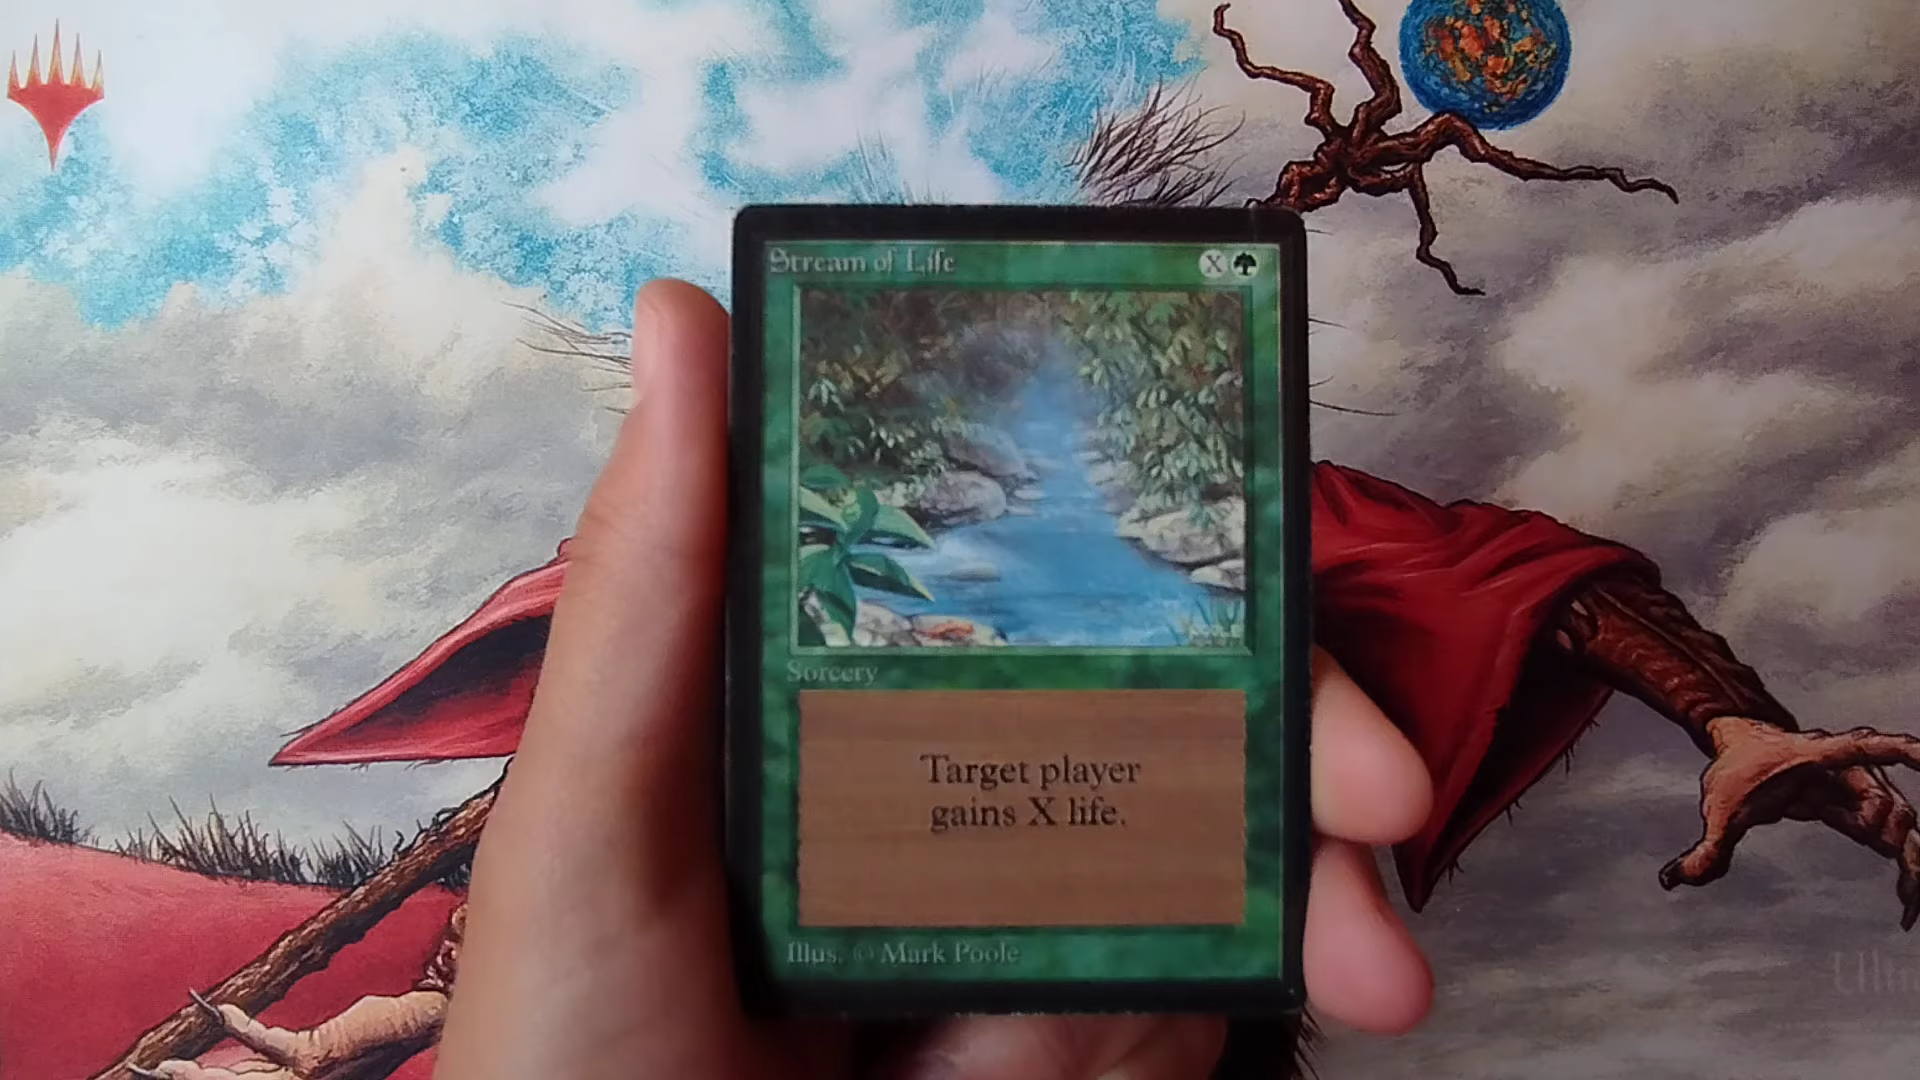 Stream of Life
X
Sorcery
Target player
gains X life.
Illus. © Mark Poole